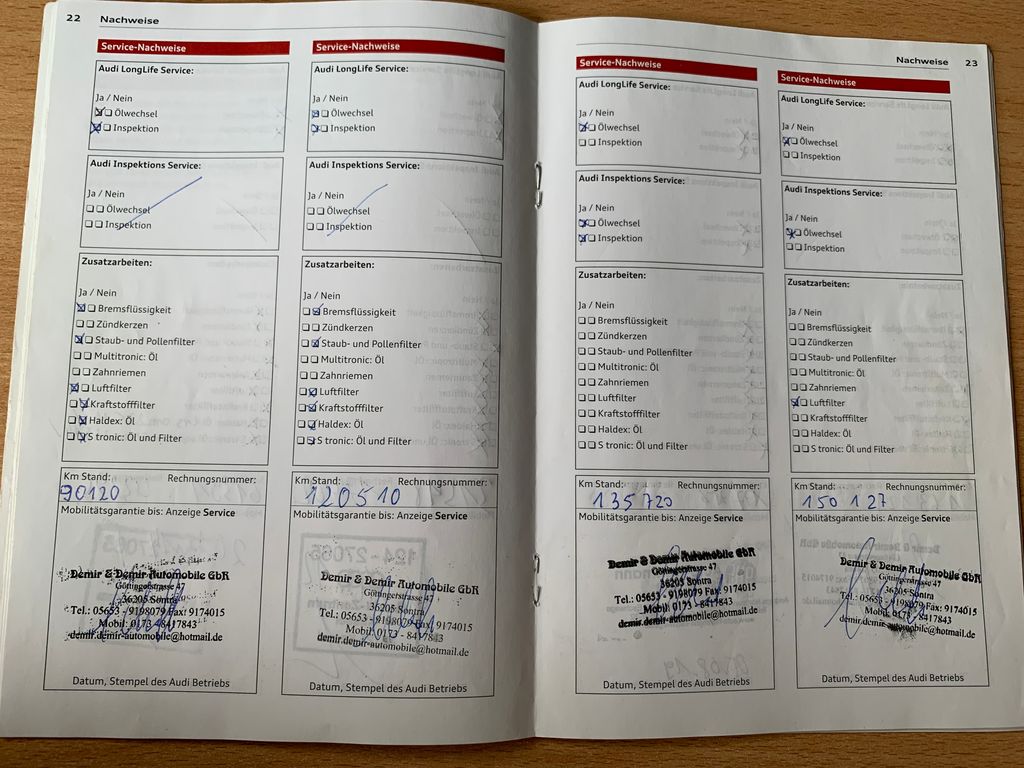 22 Nachweise
Service-Nachweise
Audi LongLife Service:
Ja / Nein
Ölwechsel
Inspektion
Audi Inspektions Service:
Ja / Nein
Ölwechsel
Inspektion
Zusatzarbeiten:
Ja / Nein
Bremsflüssigkeit
Zündkerzen
Staub- und Pollenfilter
Multitronic: Öl
Zahnriemen
Luftfilter
Kraftstofffilter
Haldex: Öl
S tronic: Öl und Filter
Km Stand: Rechnungsnummer:
90120
Mobilitätsgarantie bis: Anzeige Service
Demir & Demir Automobile GbR
Göttingerstrasse 47
36205 Sontra
Tel.: 05653 - 9198079 Fax: 9174015
Mobil: 0173 - 8417843
demir.demir-automobile@hotmail.de
Datum, Stempel des Audi Betriebs
Service-Nachweise
Audi LongLife Service:
Ja / Nein
Ölwechsel
Inspektion
Audi Inspektions Service:
Ja / Nein
Ölwechsel
Inspektion
Zusatzarbeiten:
Ja / Nein
Bremsflüssigkeit
Zündkerzen
Staub- und Pollenfilter
Multitronic: Öl
Zahnriemen
Luftfilter
Kraftstofffilter
Haldex: Öl
S tronic: Öl und Filter
Km Stand: Rechnungsnummer:
120510
Mobilitätsgarantie bis: Anzeige Service
Demir & Demir Automobile GbR
Göttingerstrasse 47
36205 Sontra
Tel.: 05653 - 9198079 Fax: 9174015
Mobil: 0173 - 8417843
demir.demir-automobile@hotmail.de
Datum, Stempel des Audi Betriebs
Nachweise 23
Service-Nachweise
Audi LongLife Service:
Ja / Nein
Ölwechsel
Inspektion
Audi Inspektions Service:
Ja / Nein
Ölwechsel
Inspektion
Zusatzarbeiten:
Ja / Nein
Bremsflüssigkeit
Zündkerzen
Staub- und Pollenfilter
Multitronic: Öl
Zahnriemen
Luftfilter
Kraftstofffilter
Haldex: Öl
S tronic: Öl und Filter
Km Stand: Rechnungsnummer:
135720
Mobilitätsgarantie bis: Anzeige Service
Demir & Demir Automobile GbR
Göttingerstrasse 47
36205 Sontra
Tel.: 05653 - 9198079 Fax: 9174015
Mobil: 0173 - 8417843
demir.demir-automobile@hotmail.de
Datum, Stempel des Audi Betriebs
Service-Nachweise
Audi LongLife Service:
Ja / Nein
Ölwechsel
Inspektion
Audi Inspektions Service:
Ja / Nein
Ölwechsel
Inspektion
Zusatzarbeiten:
Ja / Nein
Bremsflüssigkeit
Zündkerzen
Staub- und Pollenfilter
Multitronic: Öl
Zahnriemen
Luftfilter
Kraftstofffilter
Haldex: Öl
S tronic: Öl und Filter
Km Stand: Rechnungsnummer:
150 127
Mobilitätsgarantie bis: Anzeige Service
Demir & Demir Automobile GbR
Göttingerstrasse 47
36205 Sontra
Tel.: 05653 - 9198079 Fax: 9174015
Mobil: 0173 - 8417843
demir.demir-automobile@hotmail.de
Datum, Stempel des Audi Betriebs